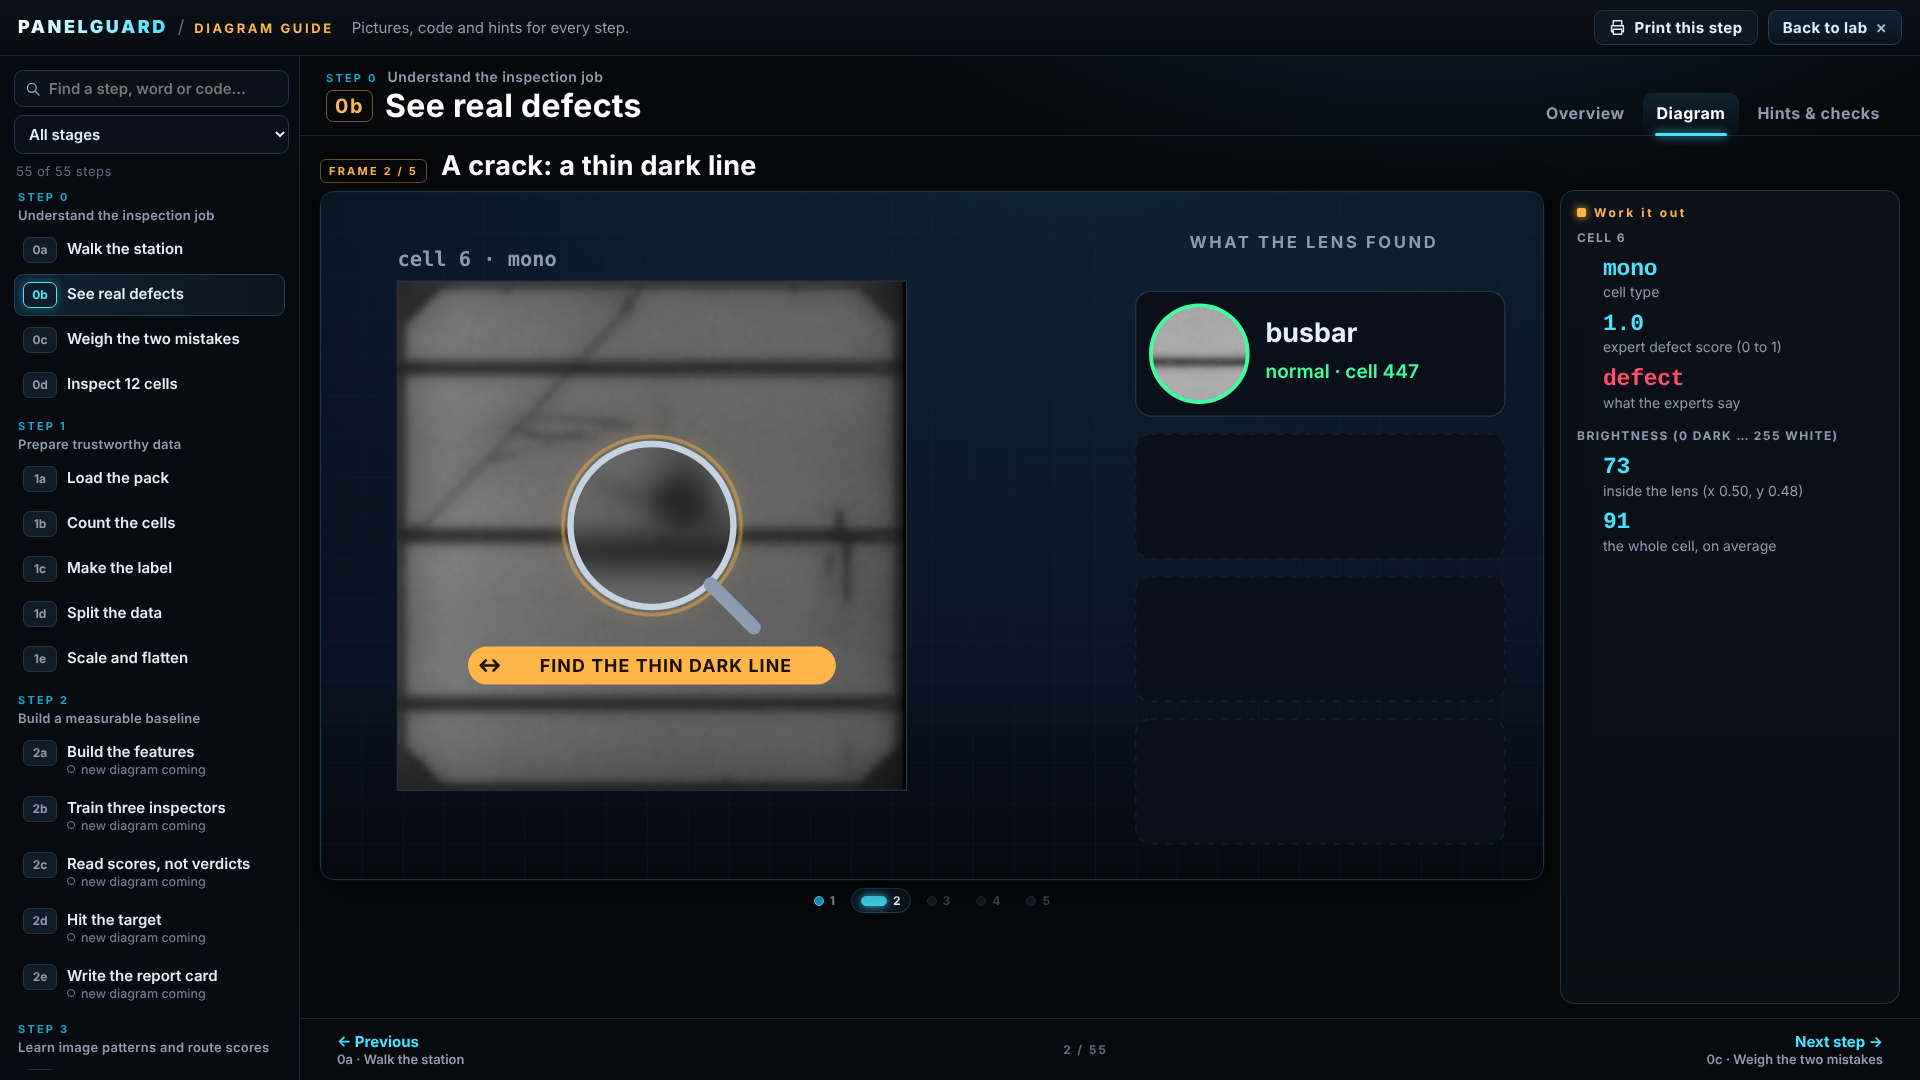 PANELGUARD / DIAGRAM GUIDE Pictures, code and hints for every step.
Print this step
Back to lab ×
Find a step, word or code...
All stages
55 of 55 steps
STEP 0
Understand the inspection job
0a Walk the station
0b See real defects
0c Weigh the two mistakes
0d Inspect 12 cells
STEP 1
Prepare trustworthy data
1a Load the pack
1b Count the cells
1c Make the label
1d Split the data
1e Scale and flatten
STEP 2
Build a measurable baseline
2a Build the features
new diagram coming
2b Train three inspectors
new diagram coming
2c Read scores, not verdicts
new diagram coming
2d Hit the target
new diagram coming
2e Write the report card
new diagram coming
STEP 3
Learn image patterns and route scores
STEP 0 Understand the inspection job
0b See real defects
Overview
Diagram
Hints & checks
FRAME 2 / 5 A crack: a thin dark line
cell 6 · mono
↔ FIND THE THIN DARK LINE
WHAT THE LENS FOUND
busbar
normal · cell 447
1
2
3
4
5
Work it out
CELL 6
mono
cell type
1.0
expert defect score (0 to 1)
defect
what the experts say
BRIGHTNESS (0 DARK … 255 WHITE)
73
inside the lens (x 0.50, y 0.48)
91
the whole cell, on average
← Previous
0a · Walk the station
2 / 55
Next step →
0c · Weigh the two mistakes